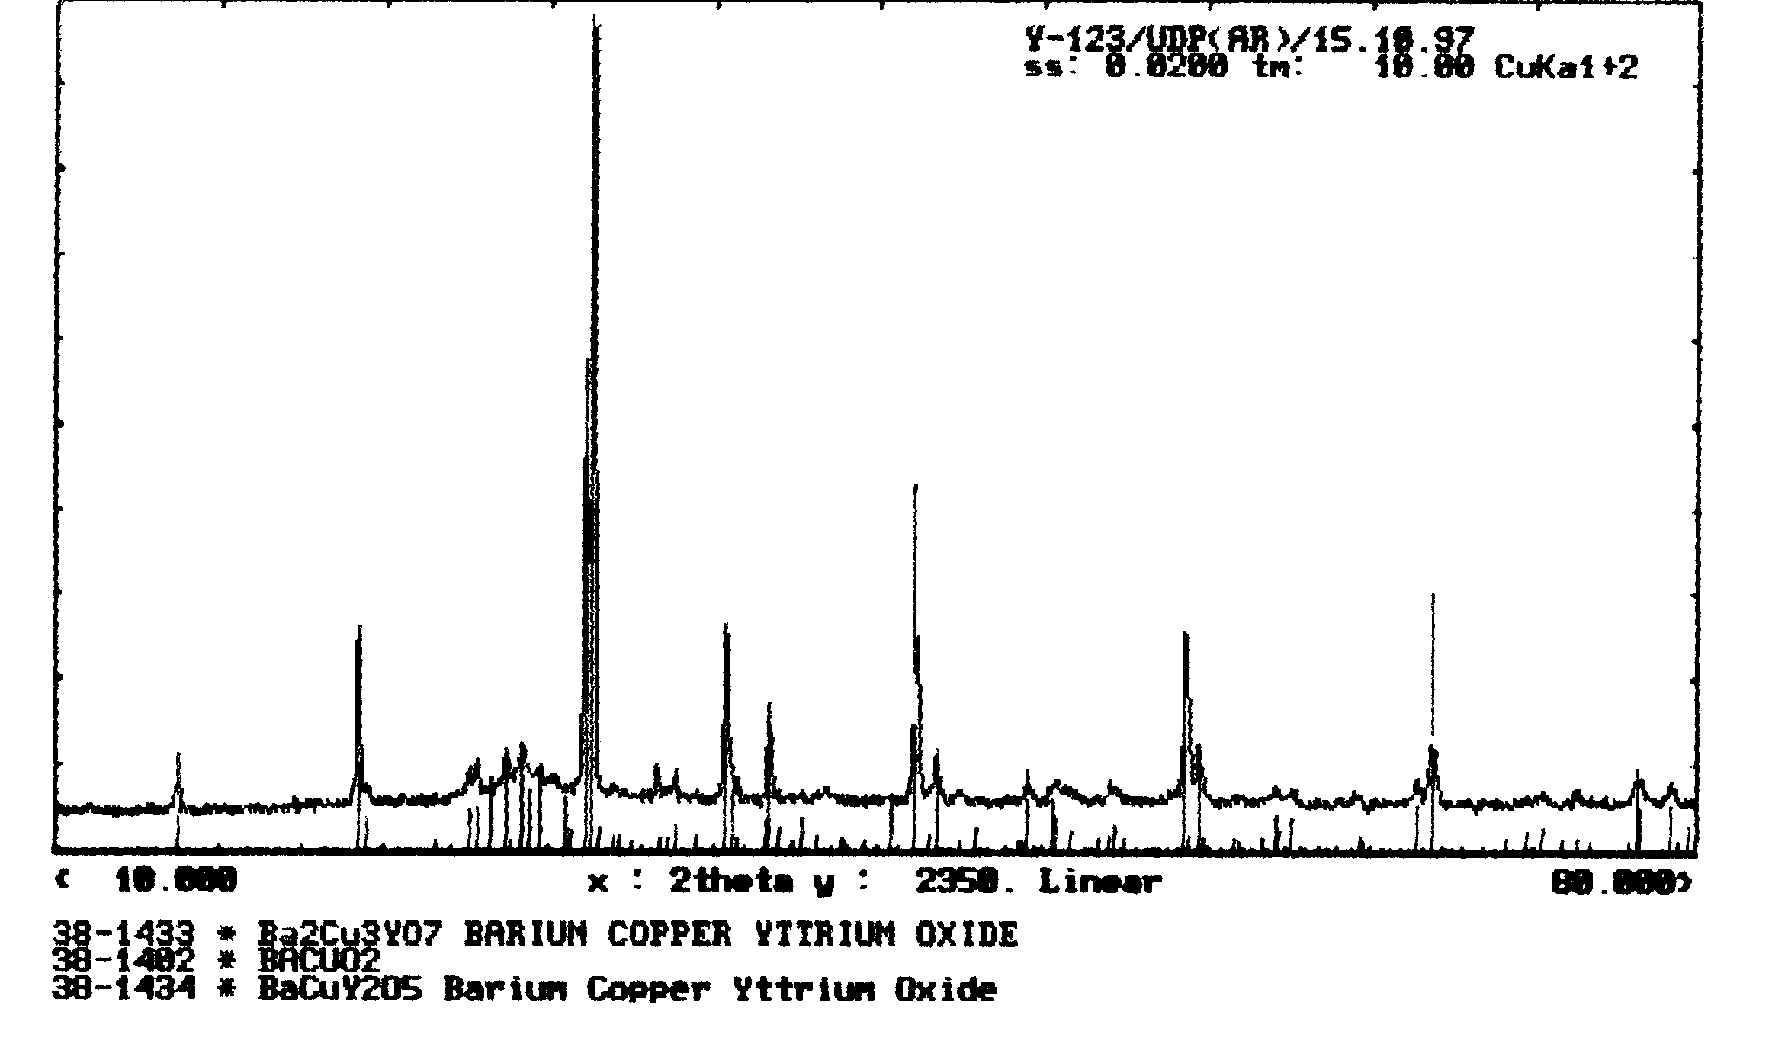 Y-123/UDP(AR)/15.10.97
ss: 0.0200 tm: 10.00 CuKa1+2
< 10.000 x : 2theta y : 2350. Linear 60.000>
38-1433 * Ba2Cu3YO7 BARIUM COPPER YTTRIUM OXIDE
38-1402 * BACUO2
38-1434 * BaCuY2O5 Barium Copper Yttrium Oxide